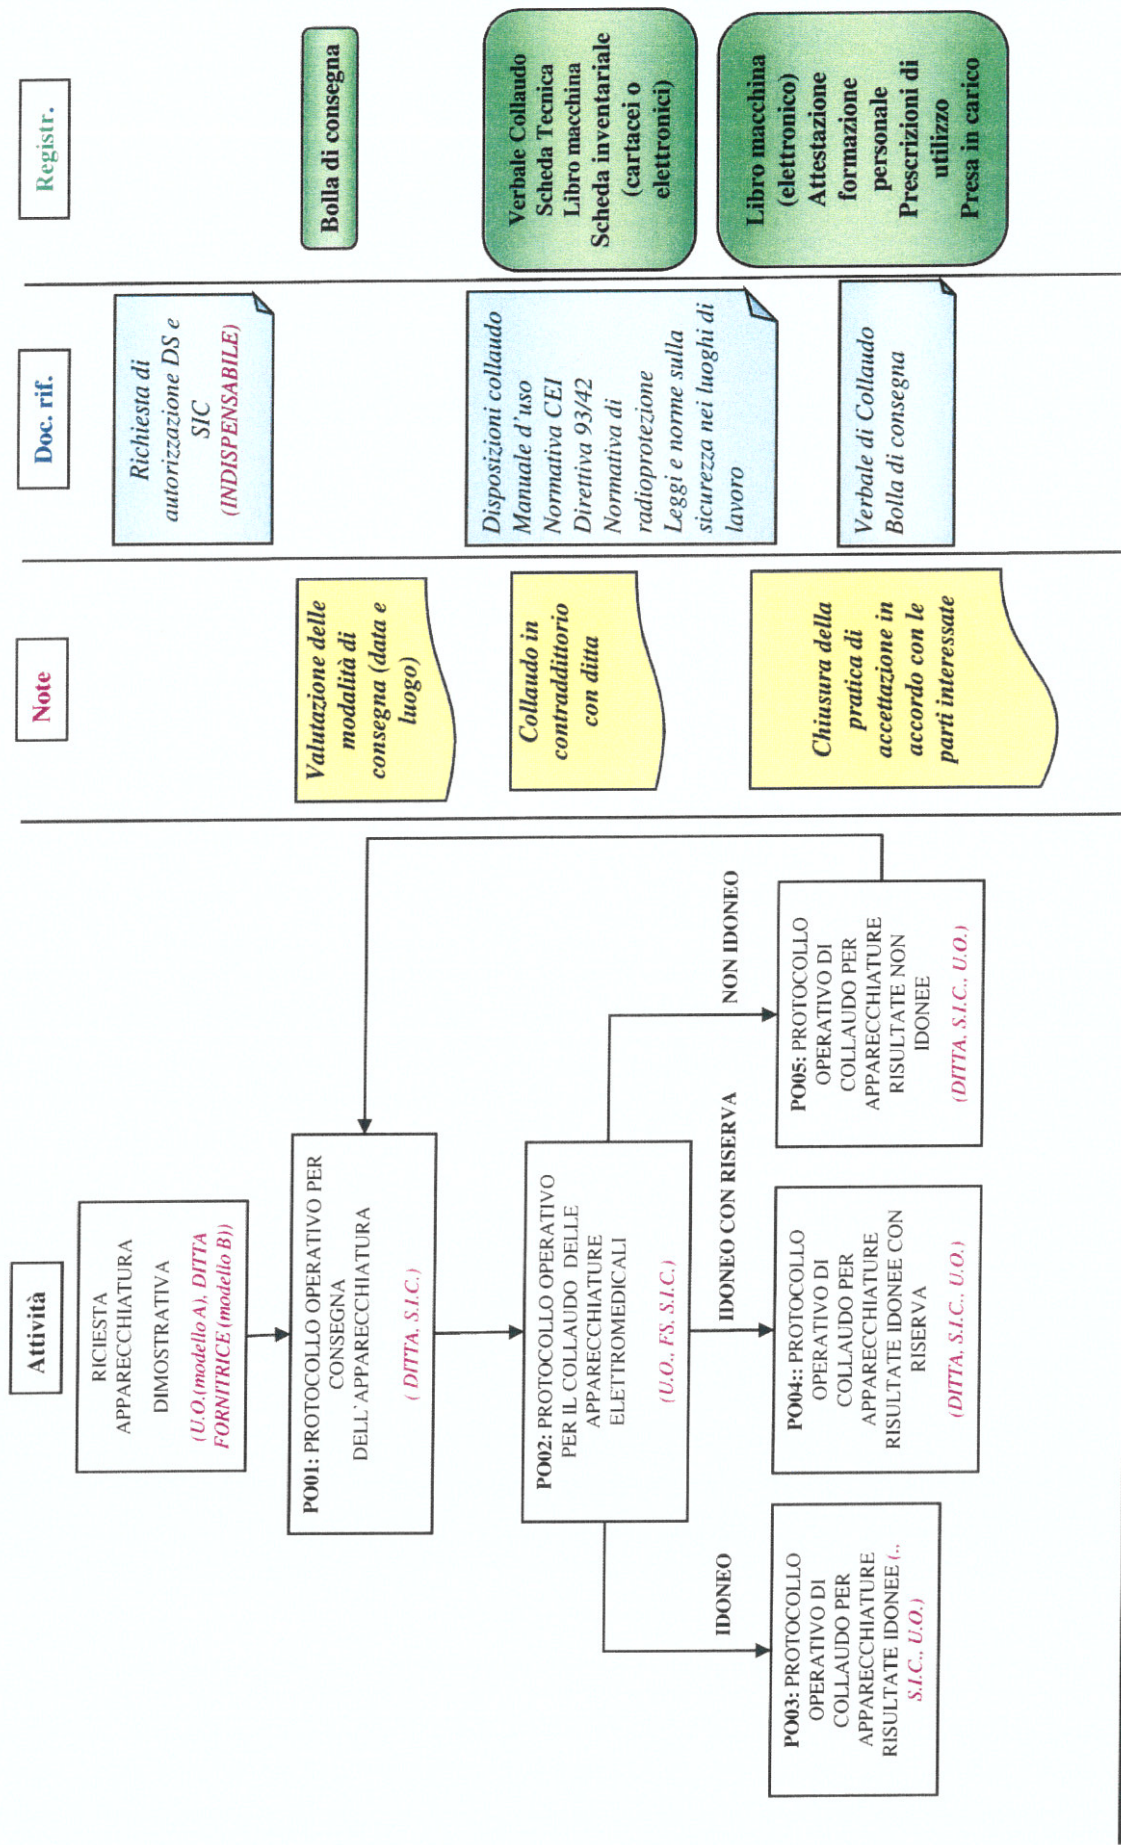 Attività
Note
Doc. rif.
Registr.
RICIESTA
APPARECCHIATURA
DIMOSTRATIVA
(U.O.(modello A), DITTA
FORNITRICE (modello B))
Richiesta di
autorizzazione DS e
SIC
(INDISPENSABILE)
PO01: PROTOCOLLO OPERATIVO PER
CONSEGNA
DELL'APPARECCHIATURA
( DITTA, S.I.C.)
Valutazione delle
modalità di
consegna (data e
luogo)
Bolla di consegna
PO02: PROTOCOLLO OPERATIVO
PER IL COLLAUDO DELLE
APPARECCHIATURE
ELETTROMEDICALI
(U.O., FS, S.I.C.)
Collaudo in
contraddittorio
con ditta
Disposizioni collaudo
Manuale d'uso
Normativa CEI
Direttiva 93/42
Normativa di
radioprotezione
Leggi e norme sulla
sicurezza nei luoghi di
lavoro
Verbale Collaudo
Scheda Tecnica
Libro macchina
Scheda inventariale
(cartacei o
elettronici)
IDONEO
IDONEO CON RISERVA
NON IDONEO
PO03: PROTOCOLLO
OPERATIVO DI
COLLAUDO PER
APPARECCHIATURE
RISULTATE IDONEE (..
S.I.C., U.O.)
PO04:: PROTOCOLLO
OPERATIVO DI
COLLAUDO PER
APPARECCHIATURE
RISULTATE IDONEE CON
RISERVA
(DITTA, S.I.C., U.O.)
PO05: PROTOCOLLO
OPERATIVO DI
COLLAUDO PER
APPARECCHIATURE
RISULTATE NON
IDONEE
(DITTA, S.I.C., U.O.)
Chiusura della
pratica di
accettazione in
accordo con le
parti interessate
Verbale di Collaudo
Bolla di consegna
Libro macchina
(elettronico)
Attestazione
formazione
personale
Prescrizioni di
utilizzo
Presa in carico